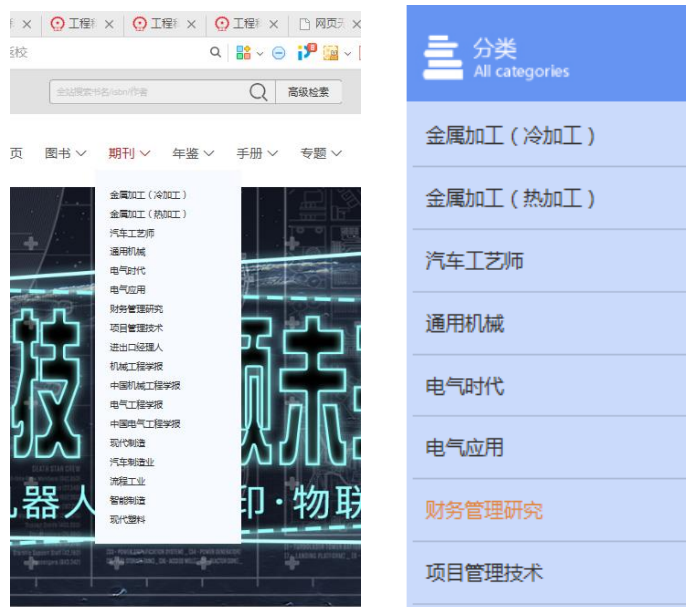 工程
工程
工程
网页
返校
全站搜索书名/isbn/作者
高级检索
页 图书 期刊 年鉴 手册 专题
金属加工（冷加工）
金属加工（热加工）
汽车工艺师
通用机械
电气时代
电气应用
财务管理研究
项目管理技术
进出口经理人
机械工程学报
中国机械工程学报
电气工程学报
中国电气工程学报
现代制造
汽车制造业
流程工业
智能制造
现代塑料
技
未
器人
印·物联
分类
All categories
金属加工（冷加工）
金属加工（热加工）
汽车工艺师
通用机械
电气时代
电气应用
财务管理研究
项目管理技术